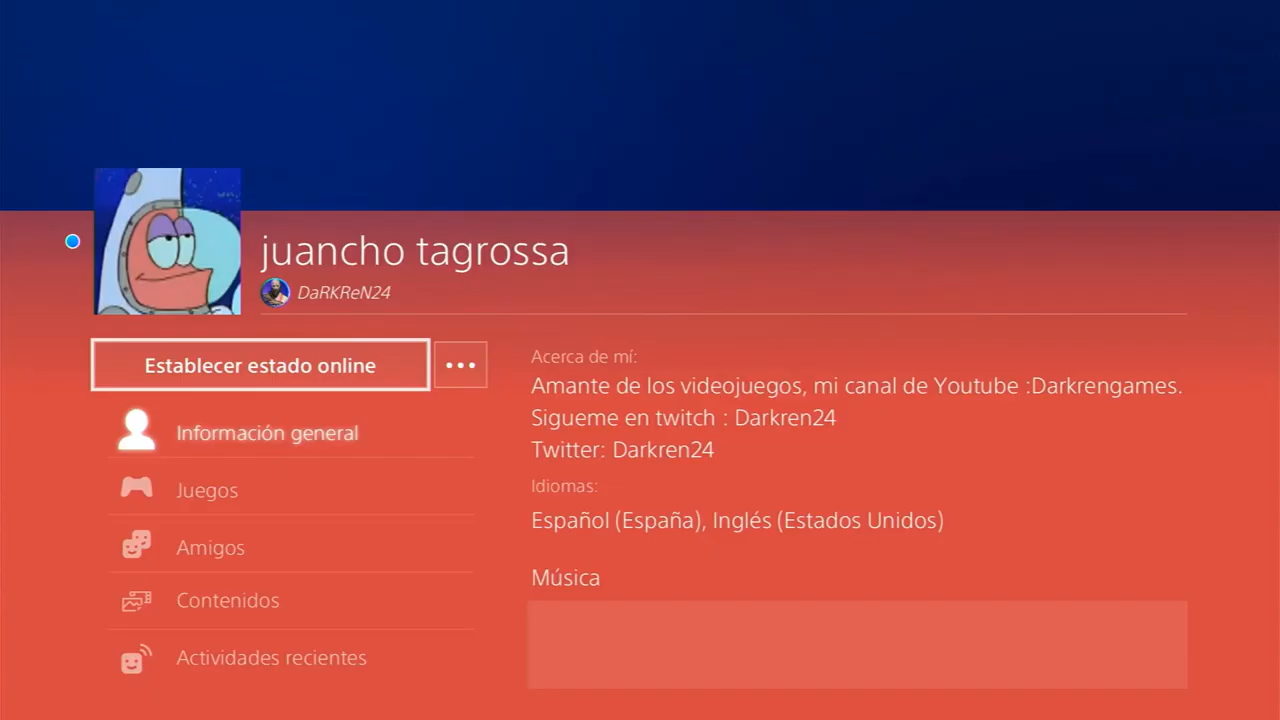 juancho tagrossa
DaRKReN24
Establecer estado online
Información general
Juegos
Amigos
Contenidos
Actividades recientes
Acerca de mí:
Amante de los videojuegos, mi canal de Youtube :Darkrengames.
Sigueme en twitch : Darkren24
Twitter: Darkren24
Idiomas:
Español (España), Inglés (Estados Unidos)
Música